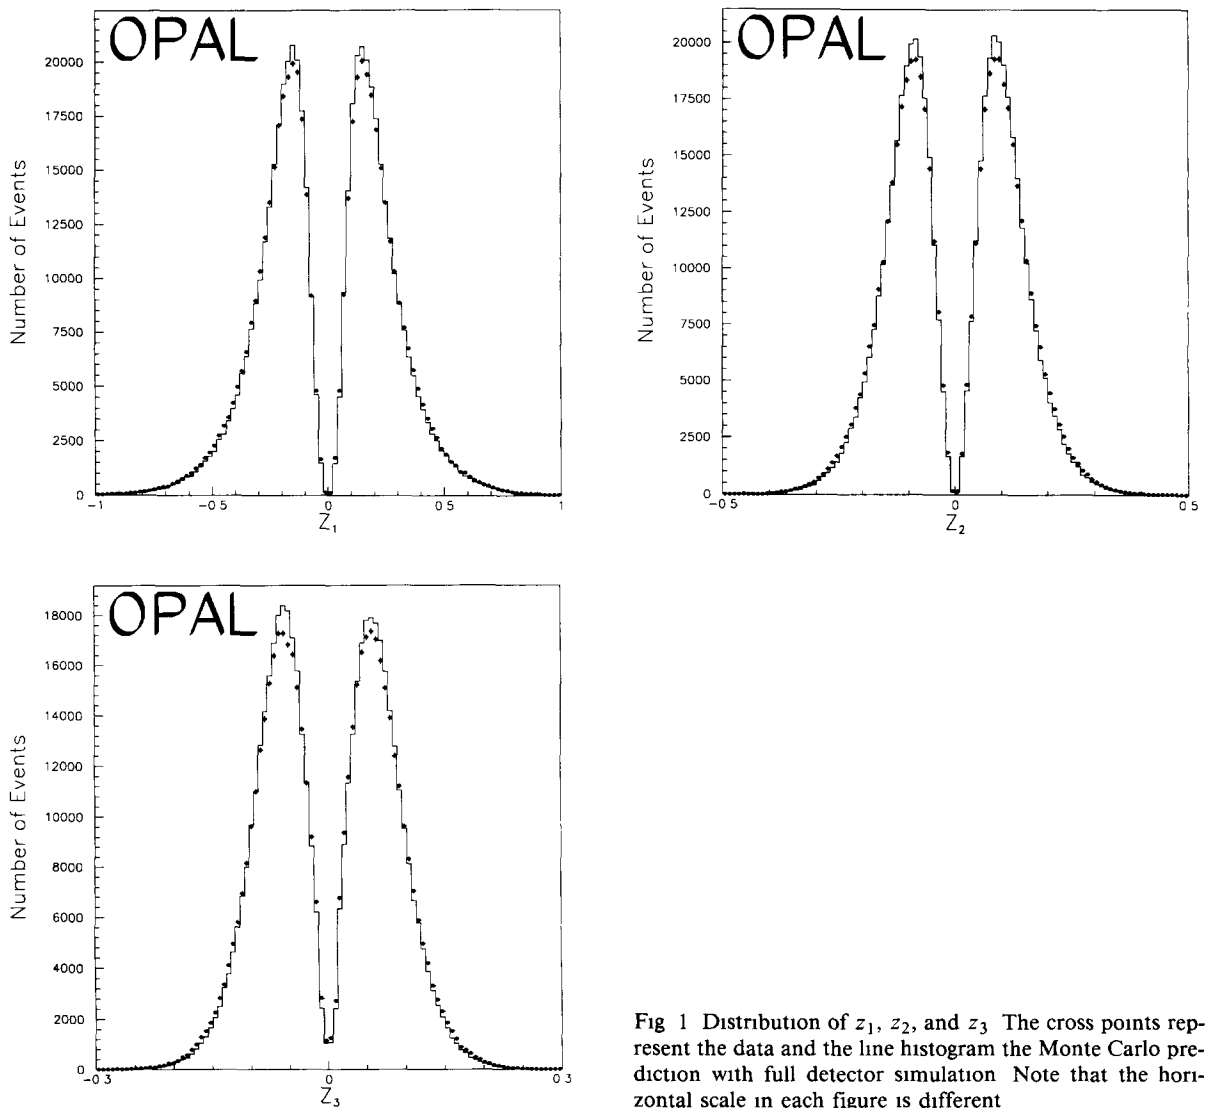 OPAL
Number of Events
20000
17500
15000
12500
10000
7500
5000
2500
0
−1 −0.5 0 0 5 1
Z1
OPAL
Number of Events
20000
17500
15000
12500
10000
7500
5000
2500
0
−0.5 0 0 5
Z2
OPAL
Number of Events
18000
16000
14000
12000
10000
8000
6000
4000
2000
0
−0 3 0 0 3
Z3
Fig 1 Distribution of z1, z2, and z3 The cross points rep-
resent the data and the line histogram the Monte Carlo pre-
diction with full detector simulation Note that the hori-
zontal scale in each figure is different